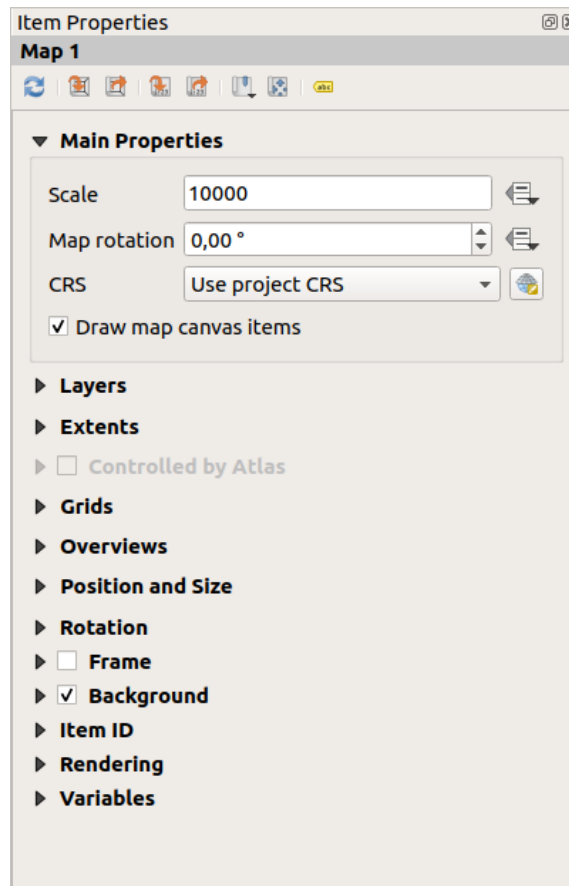 Item Properties
Map 1
abc
Main Properties
Scale 10000
Map rotation 0,00 °
CRS Use project CRS
Draw map canvas items
Layers
Extents
Controlled by Atlas
Grids
Overviews
Position and Size
Rotation
Frame
Background
Item ID
Rendering
Variables